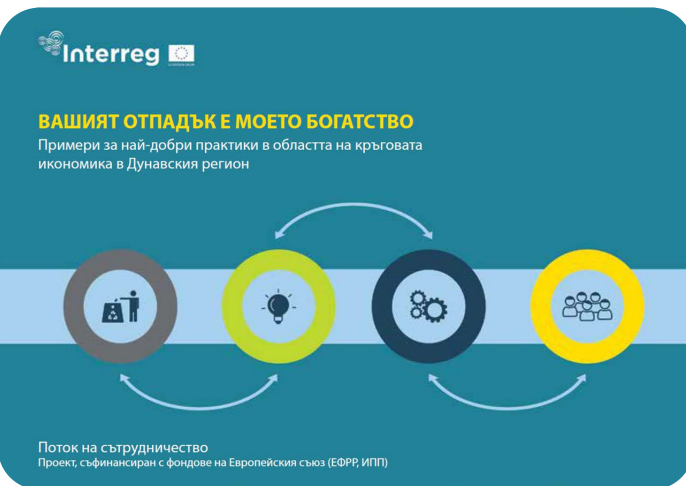 Interreg
ВАШИЯТ ОТПАДЪК Е МОЕТО БОГАТСТВО
Примери за най-добри практики в областта на кръговата
икономика в Дунавския регион
Поток на сътрудничество
Проект, съфинансиран с фондове на Европейския съюз (ЕФРР, ИПП)